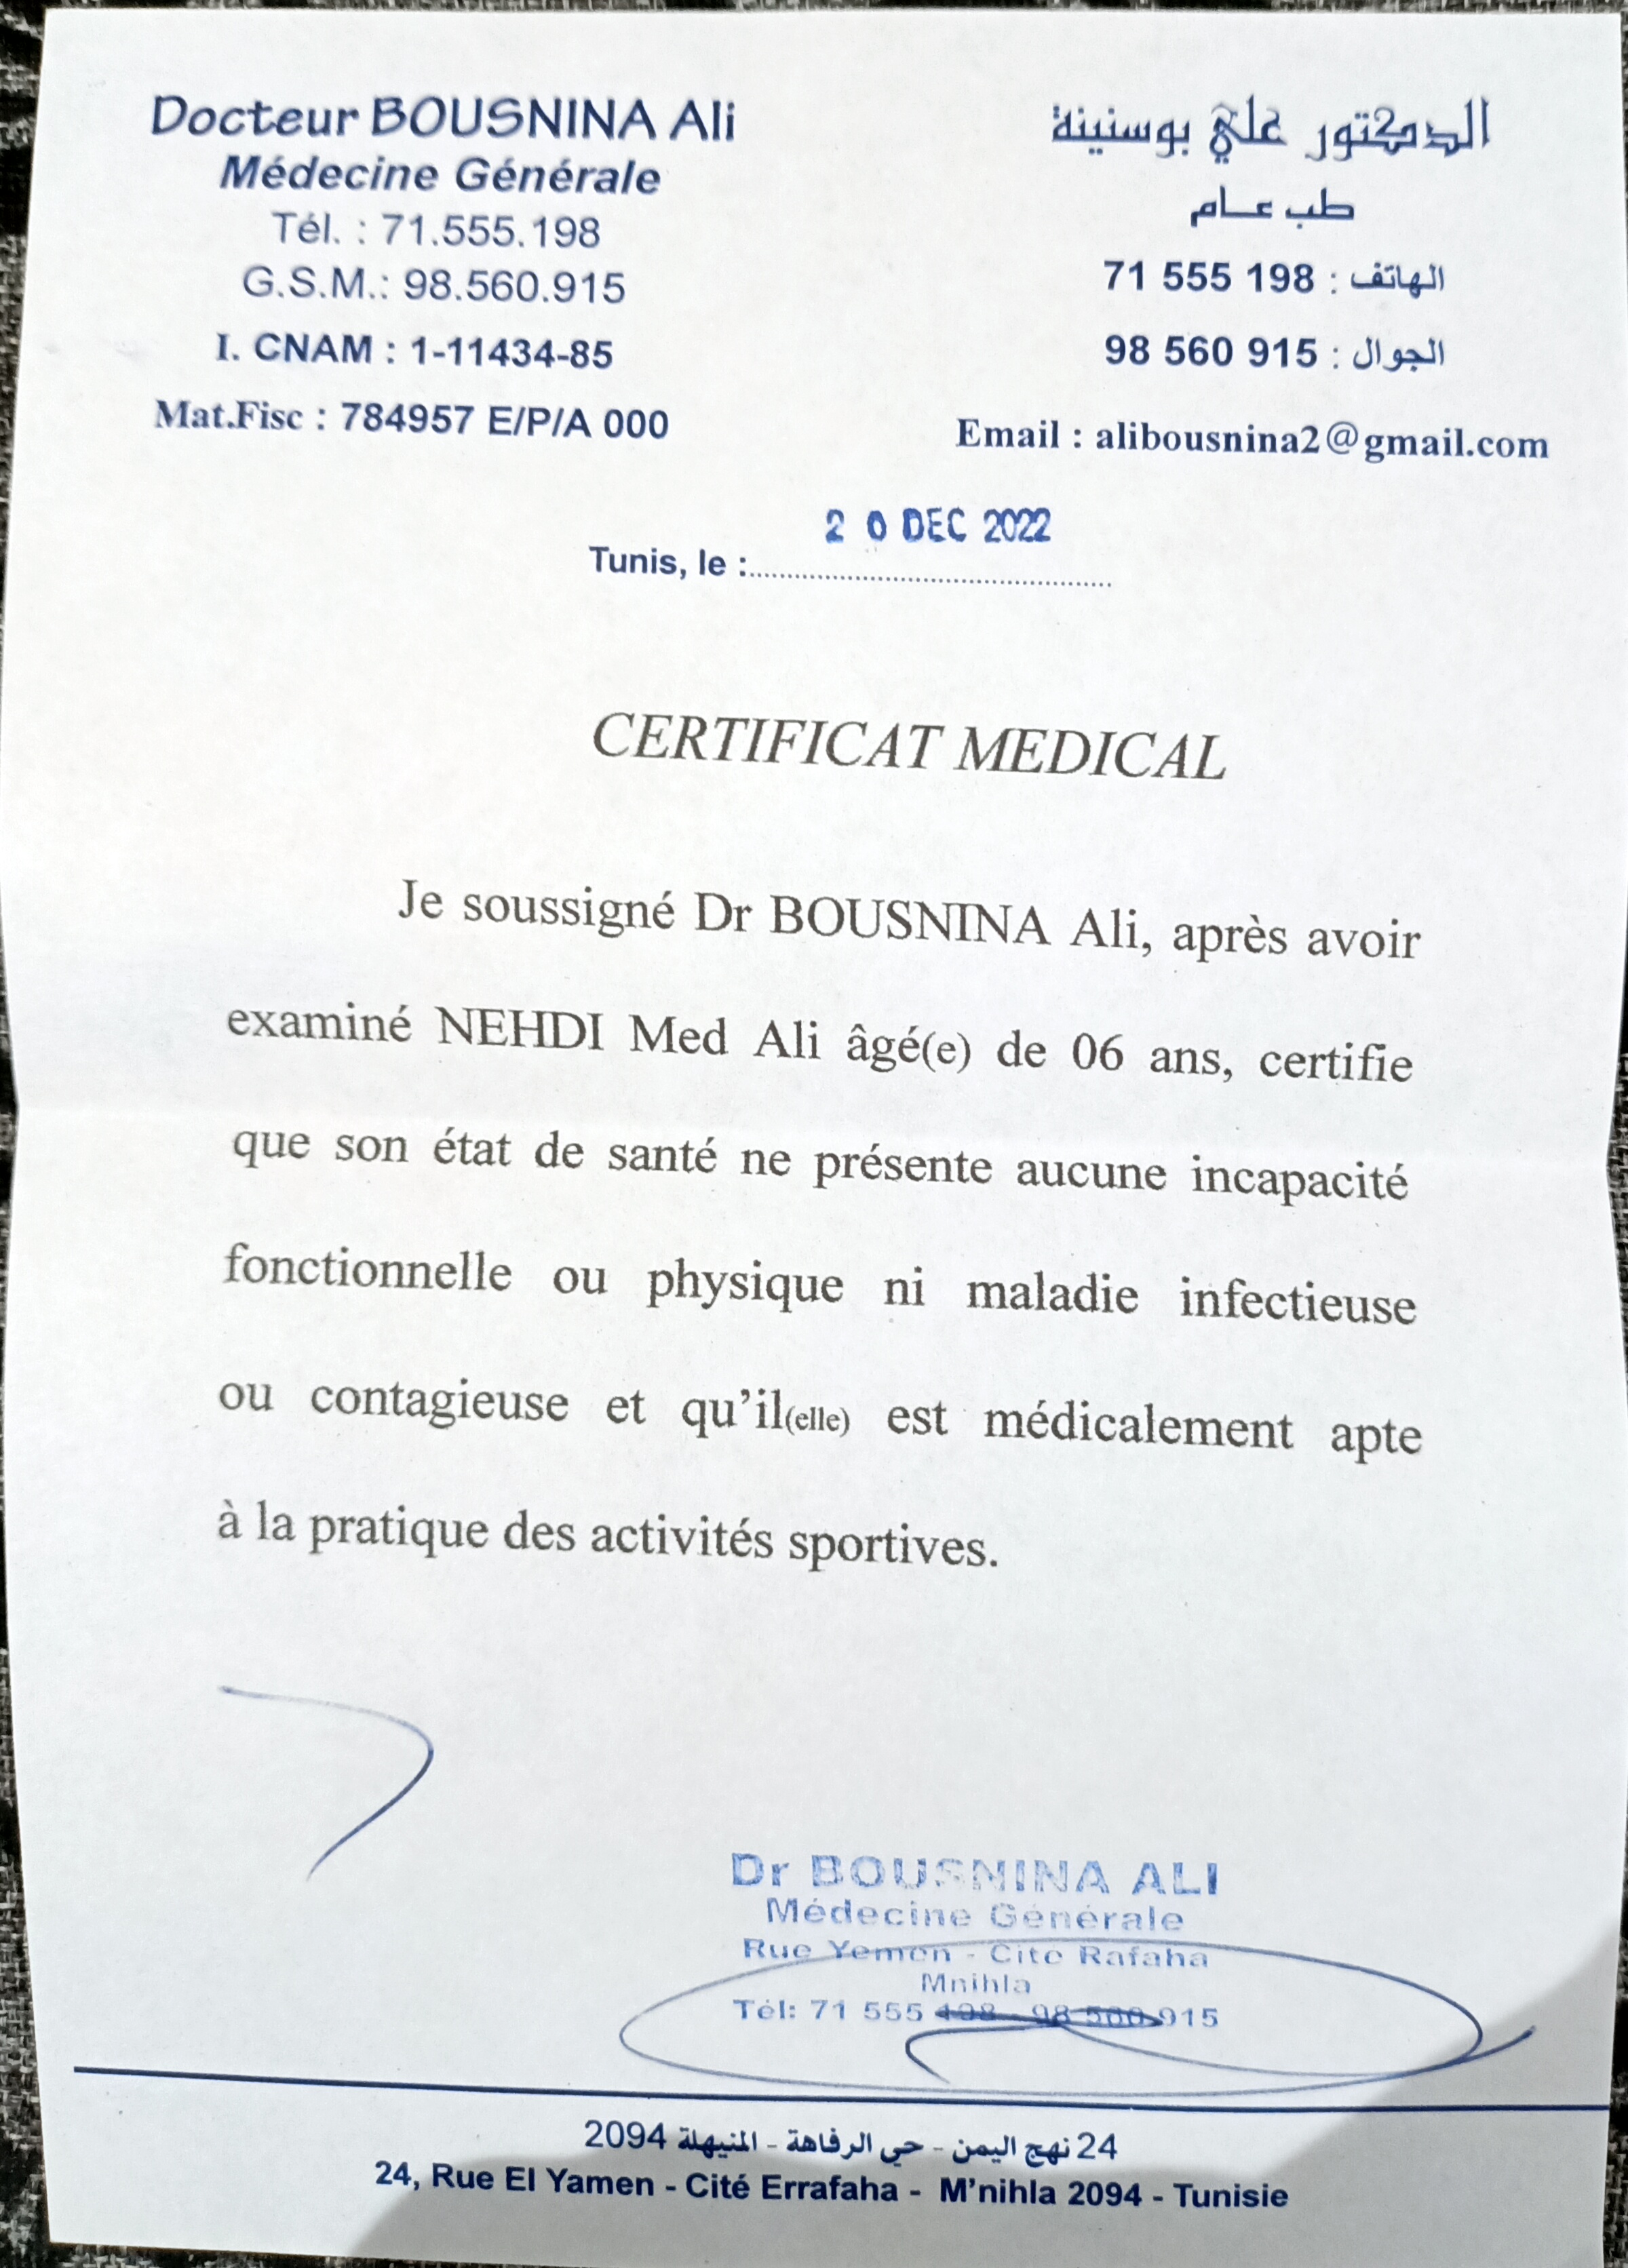 Docteur BOUSNINA Ali
Médecine Générale
Tél. : 71.555.198
G.S.M.: 98.560.915
I. CNAM : 1-11434-85
Mat.Fisc : 784957 E/P/A 000
الدكتور علي بوسنينة
طب عام
الهاتف : 71 555 198
الجوال : 98 560 915
Email : alibousnina2@gmail.com
20 DEC 2022
Tunis, le :
CERTIFICAT MEDICAL
Je soussigné Dr BOUSNINA Ali, après avoir
examiné NEHDI Med Ali âgé(e) de 06 ans, certifie
que son état de santé ne présente aucune incapacité
fonctionnelle ou physique ni maladie infectieuse
ou contagieuse et qu'il(elle) est médicalement apte
à la pratique des activités sportives.
Dr BOUSNINA ALI
Médecine Générale
Rue Yemen - Cite Rafaha
Mnihla
Tél: 71 555 198 - 98 560 915
24 نهج اليمن - حي الرفاهة - المنيهلة 2094
24, Rue El Yamen - Cité Errafaha - M'nihla 2094 - Tunisie